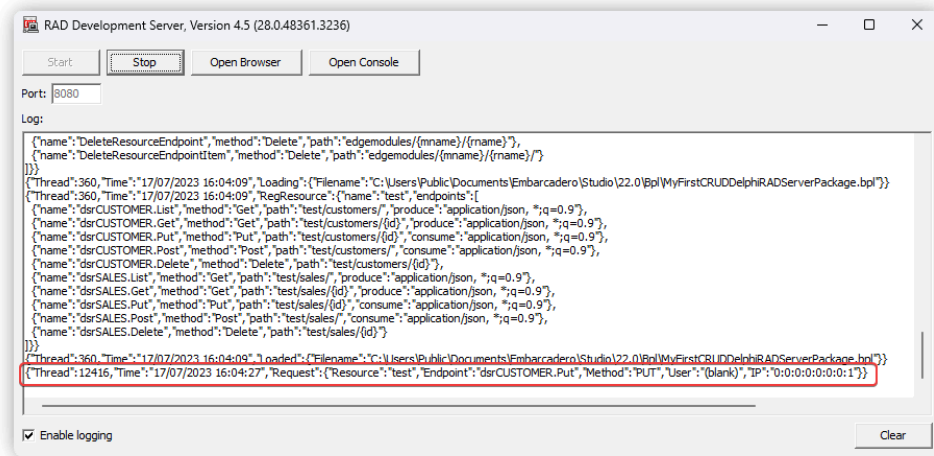 RAD Development Server, Version 4.5 (28.0.48361.3236)
Start Stop Open Browser Open Console
Port: 8080
Log:
{"name":"DeleteResourceEndpoint","method":"Delete","path":"edgemodules/{mname}/{rname}"},
{"name":"DeleteResourceEndpointItem","method":"Delete","path":"edgemodules/{mname}/{rname}/"}
]}}
{"Thread":360,"Time":"17/07/2023 16:04:09","Loading":{"Filename":"C:\Users\Public\Documents\Embarcadero\Studio\22.0\Bpl\MyFirstCRUDDelphiRADServerPackage.bpl"}}
{"Thread":360,"Time":"17/07/2023 16:04:09","RegResource":{"name":"test","endpoints":[
{"name":"dsrCUSTOMER.List","method":"Get","path":"test/customers/","produce":"application/json, *;q=0.9"},
{"name":"dsrCUSTOMER.Get","method":"Get","path":"test/customers/{id}","produce":"application/json, *;q=0.9"},
{"name":"dsrCUSTOMER.Put","method":"Put","path":"test/customers/{id}","consume":"application/json, *;q=0.9"},
{"name":"dsrCUSTOMER.Post","method":"Post","path":"test/customers/","consume":"application/json, *;q=0.9"},
{"name":"dsrCUSTOMER.Delete","method":"Delete","path":"test/customers/{id}"},
{"name":"dsrSALES.List","method":"Get","path":"test/sales/","produce":"application/json, *;q=0.9"},
{"name":"dsrSALES.Get","method":"Get","path":"test/sales/{id}","produce":"application/json, *;q=0.9"},
{"name":"dsrSALES.Put","method":"Put","path":"test/sales/{id}","consume":"application/json, *;q=0.9"},
{"name":"dsrSALES.Post","method":"Post","path":"test/sales/","consume":"application/json, *;q=0.9"},
{"name":"dsrSALES.Delete","method":"Delete","path":"test/sales/{id}"}
]}}
{"Thread":360,"Time":"17/07/2023 16:04:09","Loaded":{"Filename":"C:\Users\Public\Documents\Embarcadero\Studio\22.0\Bpl\MyFirstCRUDDelphiRADServerPackage.bpl"}}
{"Thread":12416,"Time":"17/07/2023 16:04:27","Request":{"Resource":"test","Endpoint":"dsrCUSTOMER.Put","Method":"PUT","User":"(blank)","IP":"0:0:0:0:0:0:0:1"}}
Enable logging Clear